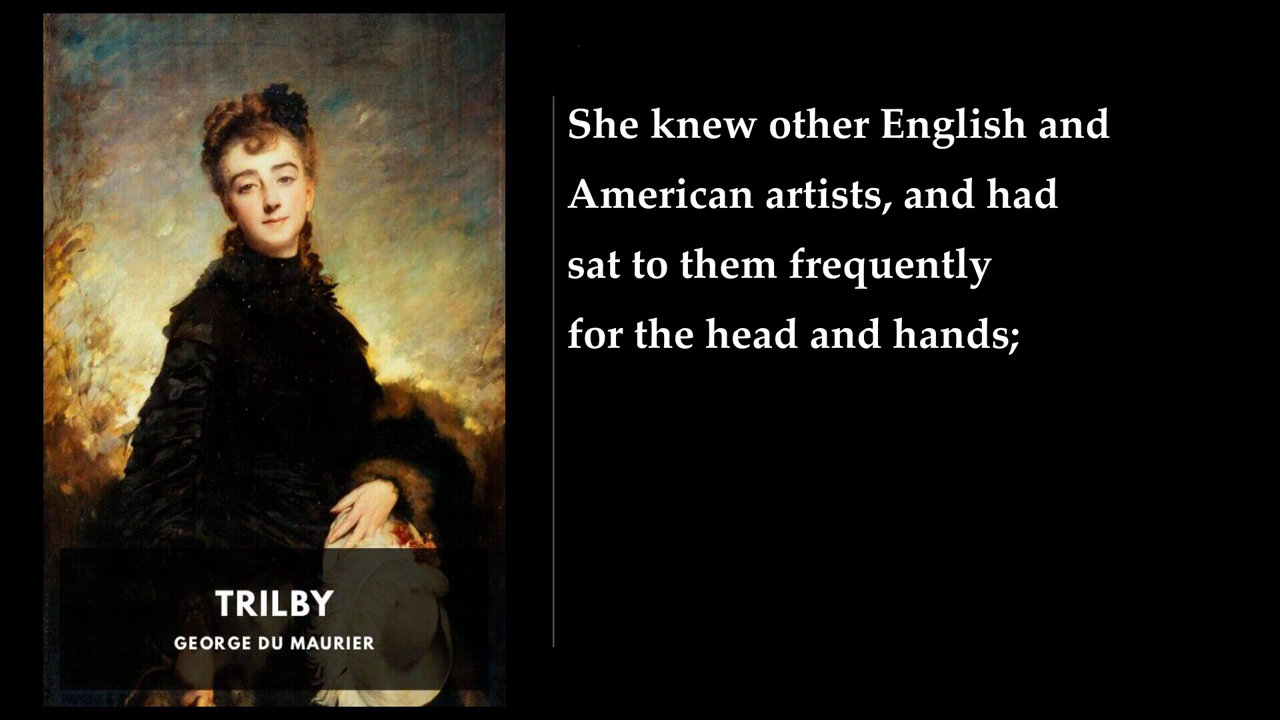 She knew other English and
American artists, and had
sat to them frequently
for the head and hands;
TRILBY
GEORGE DU MAURIER